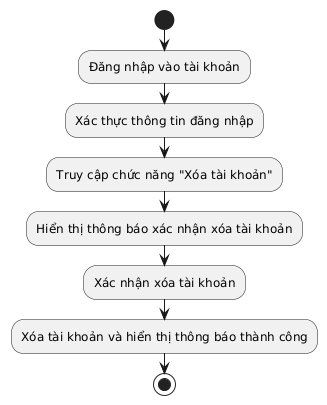 Đăng nhập vào tài khoản
Xác thực thông tin đăng nhập
Truy cập chức năng "Xóa tài khoản"
Hiển thị thông báo xác nhận xóa tài khoản
Xác nhận xóa tài khoản
Xóa tài khoản và hiển thị thông báo thành công